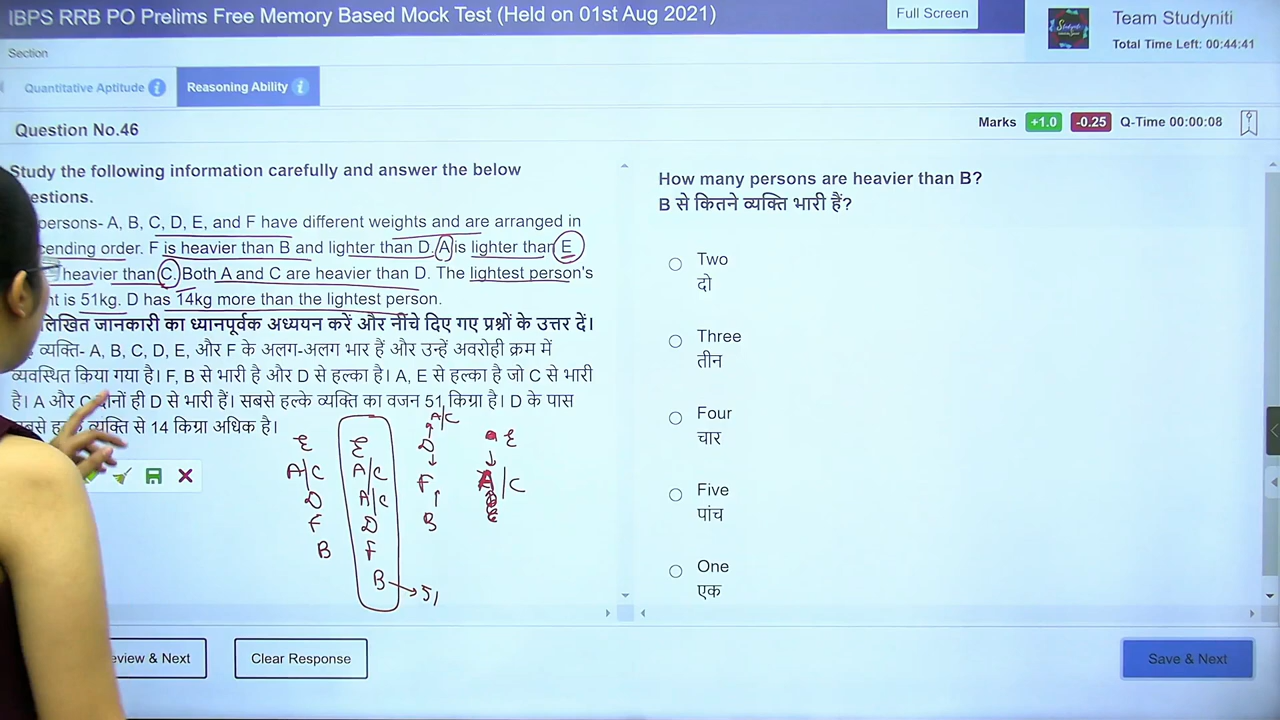 IBPS RRB PO Prelims Free Memory Based Mock Test (Held on 01st Aug 2021)
Full Screen
Team Studyniti
Total Time Left: 00:44:41
Section
Quantitative Aptitude i
Reasoning Ability i
Question No.46
Marks +1.0 -0.25 Q-Time 00:00:08
Study the following information carefully and answer the below
estions.
persons- A, B, C, D, E, and F have different weights and are arranged in
cending order. F is heavier than B and lighter than D. A is lighter than E
heavier than C. Both A and C are heavier than D. The lightest person's
nt is 51kg. D has 14kg more than the lightest person.
लिखित जानकारी का ध्यानपूर्वक अध्ययन करें और नींचे दिए गए प्रश्नों के उत्तर दें।
व्यक्ति- A, B, C, D, E, और F के अलग-अलग भार हैं और उन्हें अवरोही क्रम में
व्यवस्थित किया गया है। F, B से भारी है और D से हल्का है। A, E से हल्का है जो C से भारी
है। A और C दोनों ही D से भारी हैं। सबसे हल्के व्यक्ति का वजन 51 किग्रा है। D के पास
व्यक्ति से 14 किग्रा अधिक है।
E
A/C
D
F
B
E
A/C
A/C
D
F
B → 51
A/C
D
F
B
E
A/C
How many persons are heavier than B?
B से कितने व्यक्ति भारी हैं?
Two
दो
Three
तीन
Four
चार
Five
पांच
One
एक
eview & Next
Clear Response
Save & Next